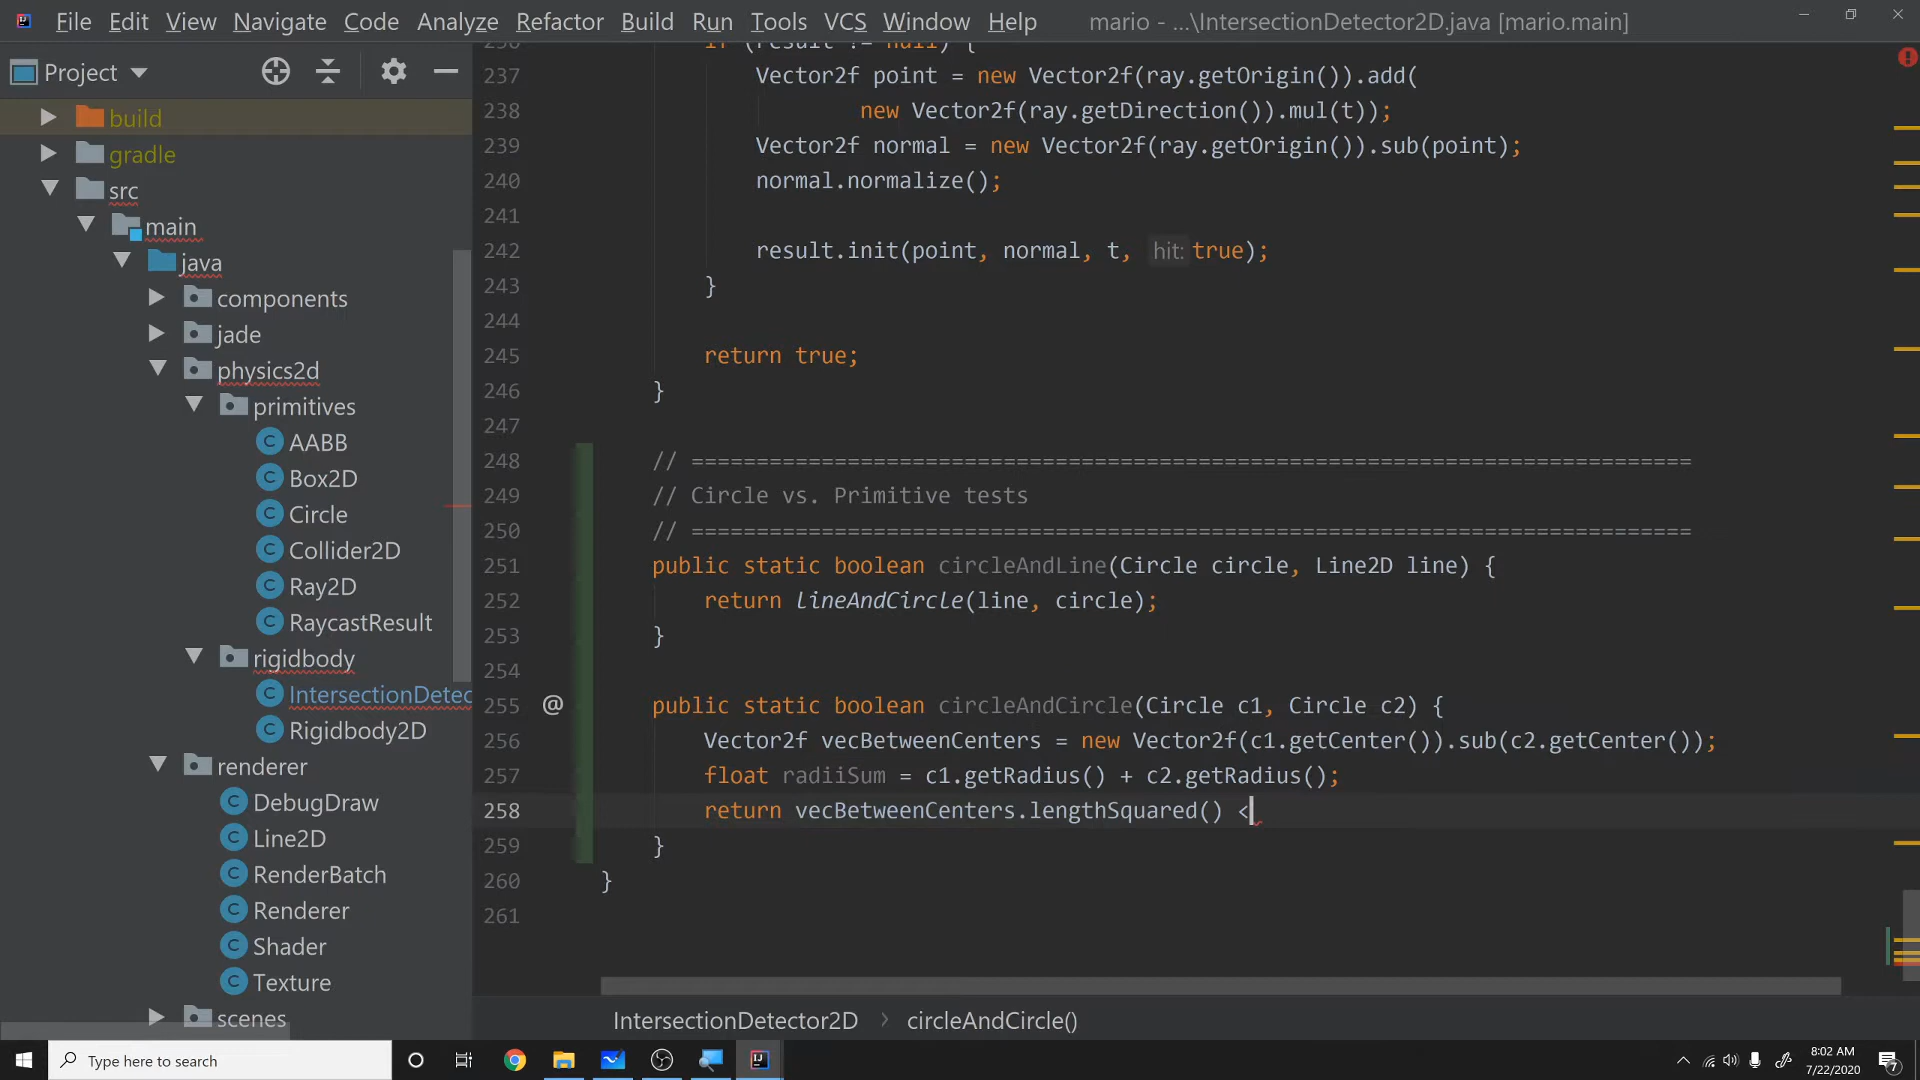 File Edit View Navigate Code Analyze Refactor Build Run Tools VCS Window Help mario - ...\IntersectionDetector2D.java [mario.main]
Project
build
gradle
src
main
java
components
jade
physics2d
primitives
AABB
Box2D
Circle
Collider2D
Ray2D
RaycastResult
rigidbody
IntersectionDetec
Rigidbody2D
renderer
DebugDraw
Line2D
RenderBatch
Renderer
Shader
Texture
scenes
236 if (result != null) {
237 Vector2f point = new Vector2f(ray.getOrigin()).add(
238 new Vector2f(ray.getDirection()).mul(t));
239 Vector2f normal = new Vector2f(ray.getOrigin()).sub(point);
240 normal.normalize();
241
242 result.init(point, normal, t, hit: true);
243 }
244
245 return true;
246 }
247
248 // =============================================================================
249 // Circle vs. Primitive tests
250 // =============================================================================
251 public static boolean circleAndLine(Circle circle, Line2D line) {
252 return lineAndCircle(line, circle);
253 }
254
255 @ public static boolean circleAndCircle(Circle c1, Circle c2) {
256 Vector2f vecBetweenCenters = new Vector2f(c1.getCenter()).sub(c2.getCenter());
257 float radiiSum = c1.getRadius() + c2.getRadius();
258 return vecBetweenCenters.lengthSquared() <
259 }
260 }
261
IntersectionDetector2D > circleAndCircle()
Type here to search
8:02 AM
7/22/2020
7